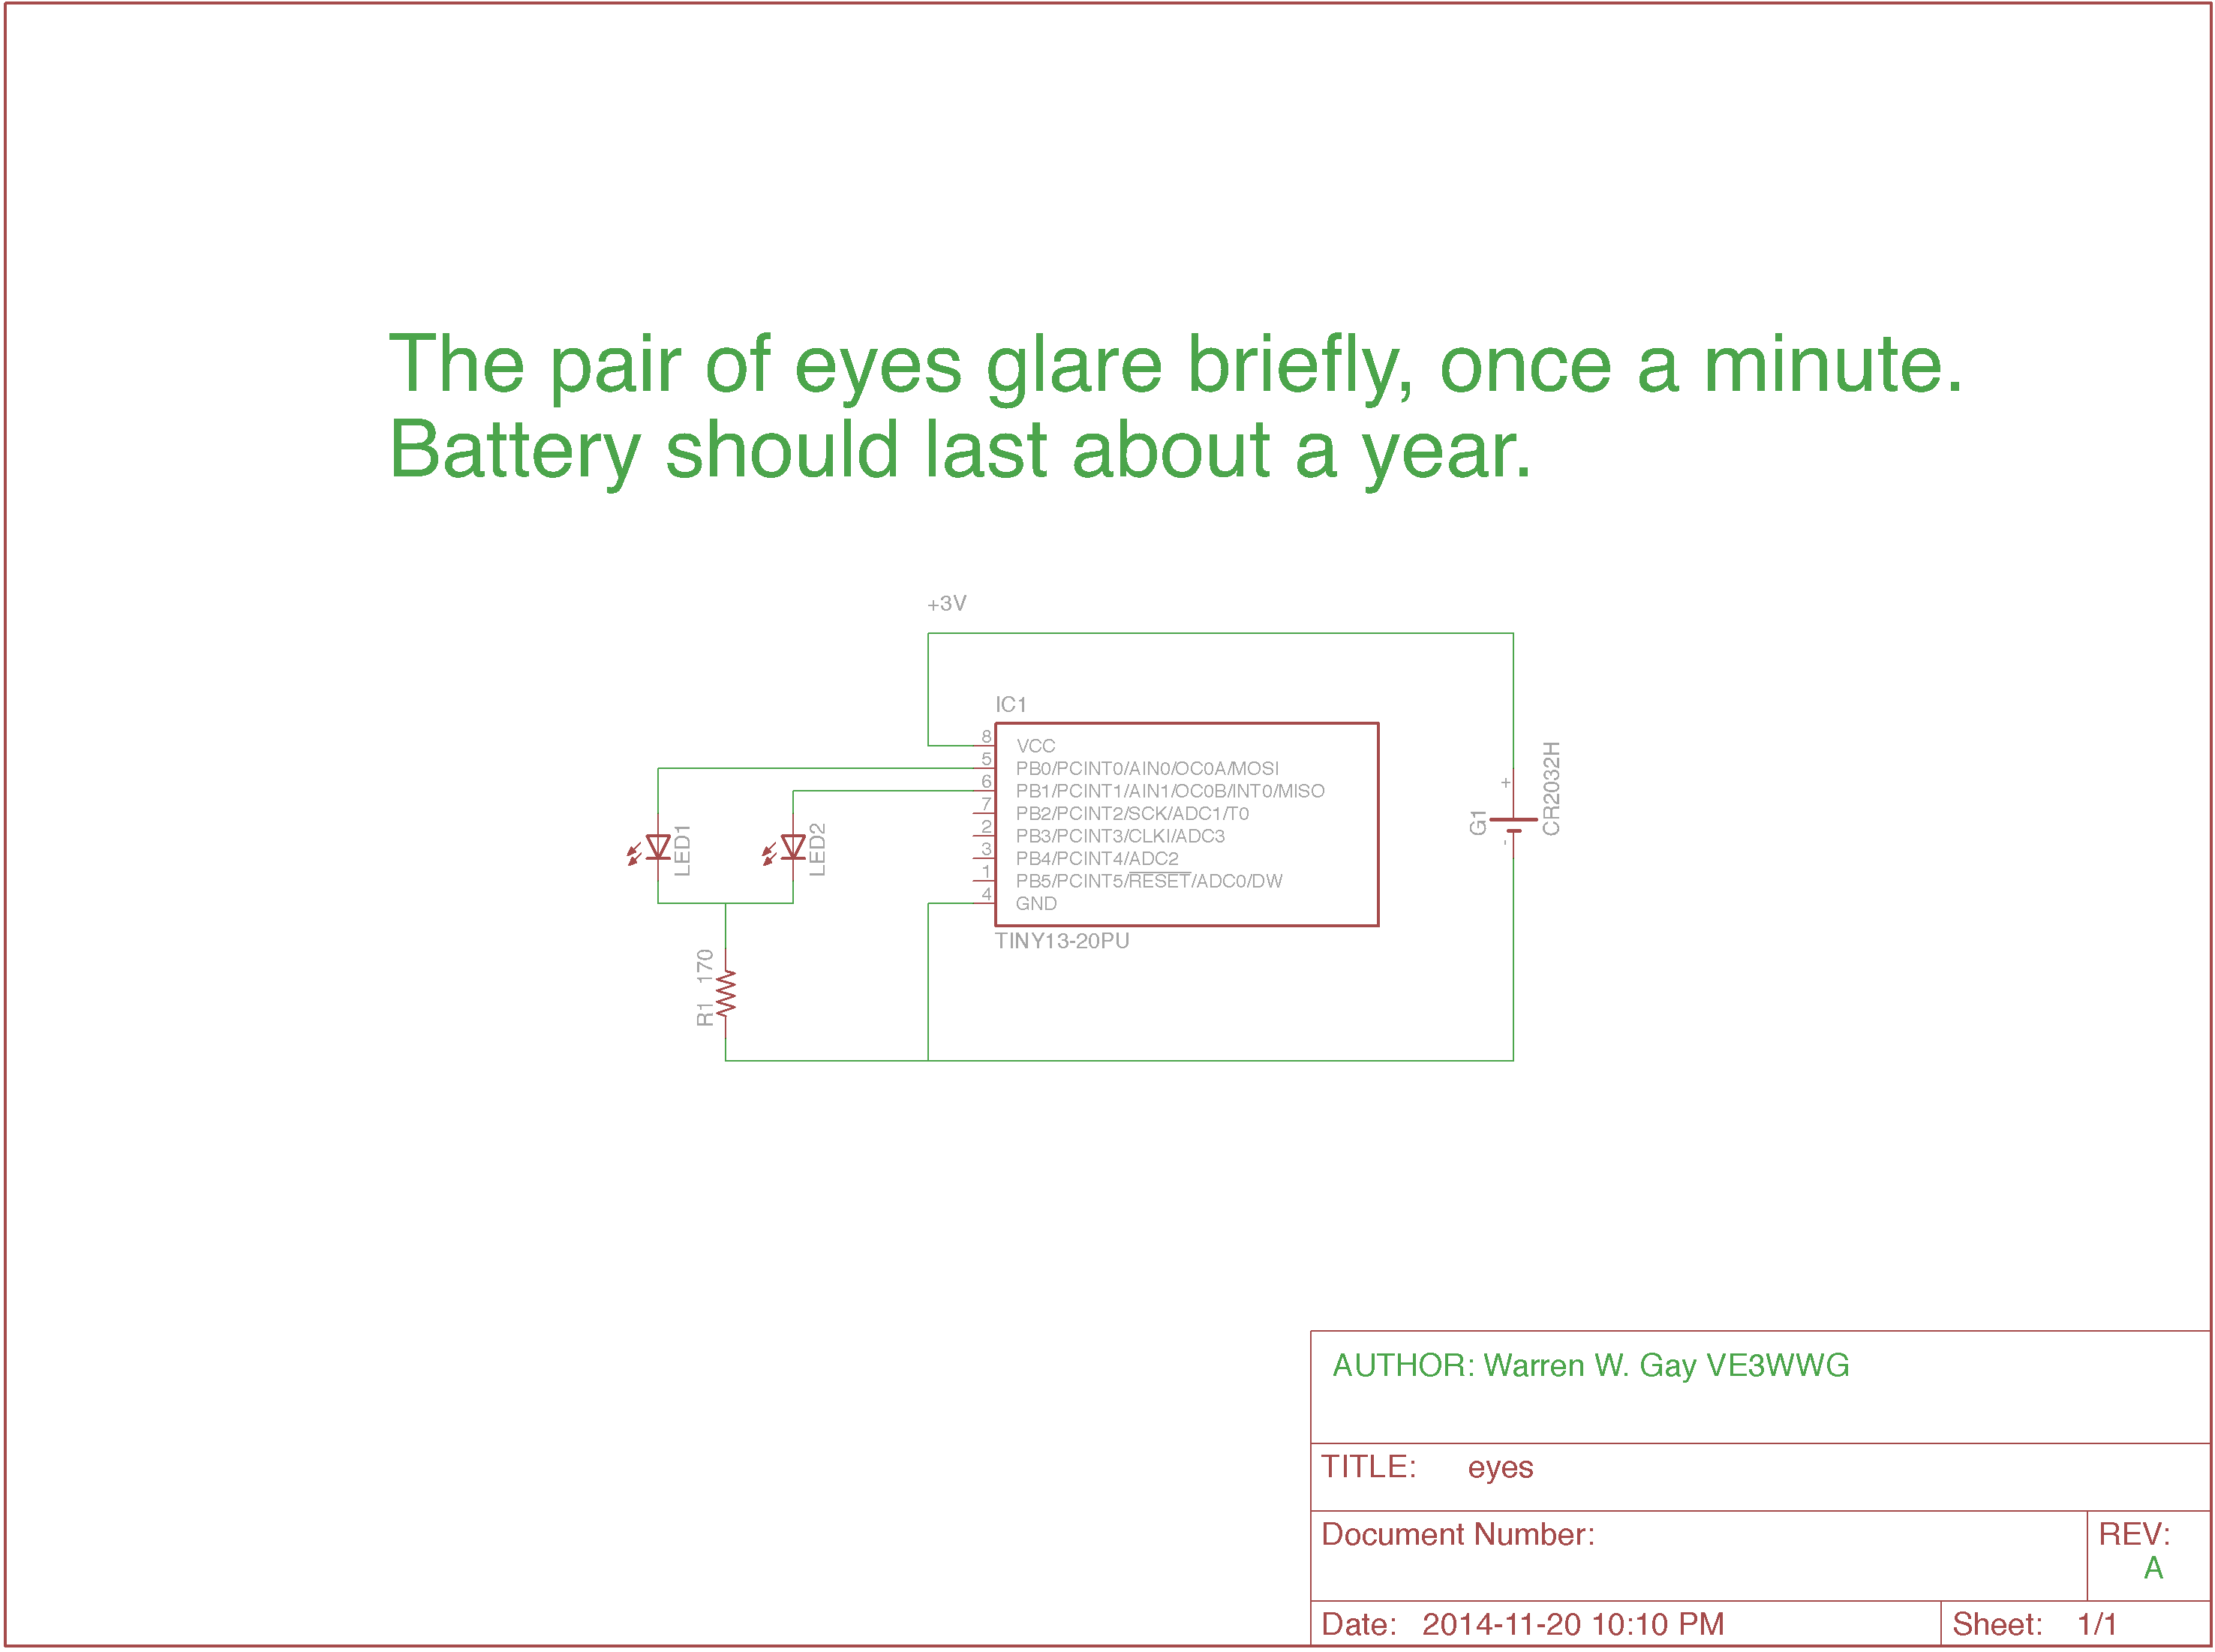 The pair of eyes glare briefly, once a minute.
Battery should last about a year.
+3V
IC1
8 VCC
5 PB0/PCINT0/AIN0/OC0A/MOSI
6 PB1/PCINT1/AIN1/OC0B/INT0/MISO
7 PB2/PCINT2/SCK/ADC1/T0
2 PB3/PCINT3/CLKI/ADC3
3 PB4/PCINT4/ADC2
1 PB5/PCINT5/RESET/ADC0/DW
4 GND
TINY13-20PU
LED1
LED2
R1 170
G1
+
-
CR2032H
AUTHOR: Warren W. Gay VE3WWG
TITLE: eyes
Document Number:
REV:
A
Date: 2014-11-20 10:10 PM
Sheet: 1/1